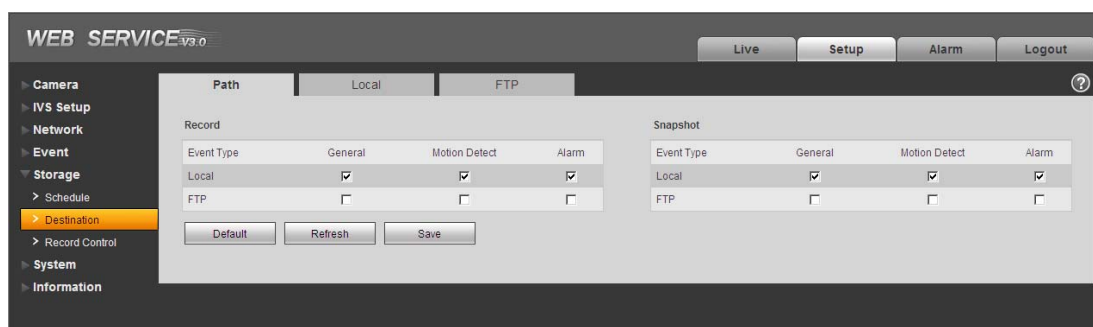 WEB SERVICE V3.0
Live Setup Alarm Logout
Camera
IVS Setup
Network
Event
Storage
> Schedule
> Destination
> Record Control
System
Information
Path Local FTP
?
Record
Event Type General Motion Detect Alarm
Local
FTP
Default Refresh Save
Snapshot
Event Type General Motion Detect Alarm
Local
FTP